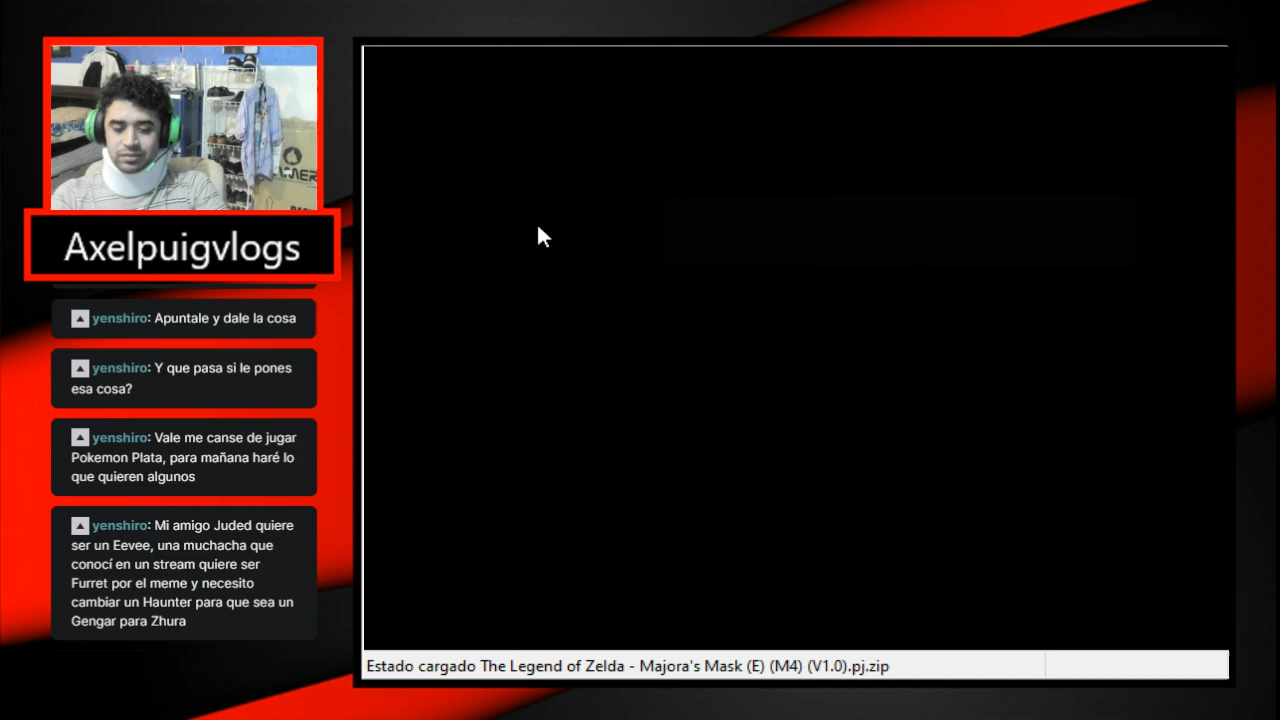 Axelpuigvlogs
yenshiro: Apuntale y dale la cosa
yenshiro: Y que pasa si le pones
esa cosa?
yenshiro: Vale me canse de jugar
Pokemon Plata, para mañana haré lo
que quieren algunos
yenshiro: Mi amigo Juded quiere
ser un Eevee, una muchacha que
conocí en un stream quiere ser
Furret por el meme y necesito
cambiar un Haunter para que sea un
Gengar para Zhura
Estado cargado The Legend of Zelda - Majora's Mask (E) (M4) (V1.0).pj.zip